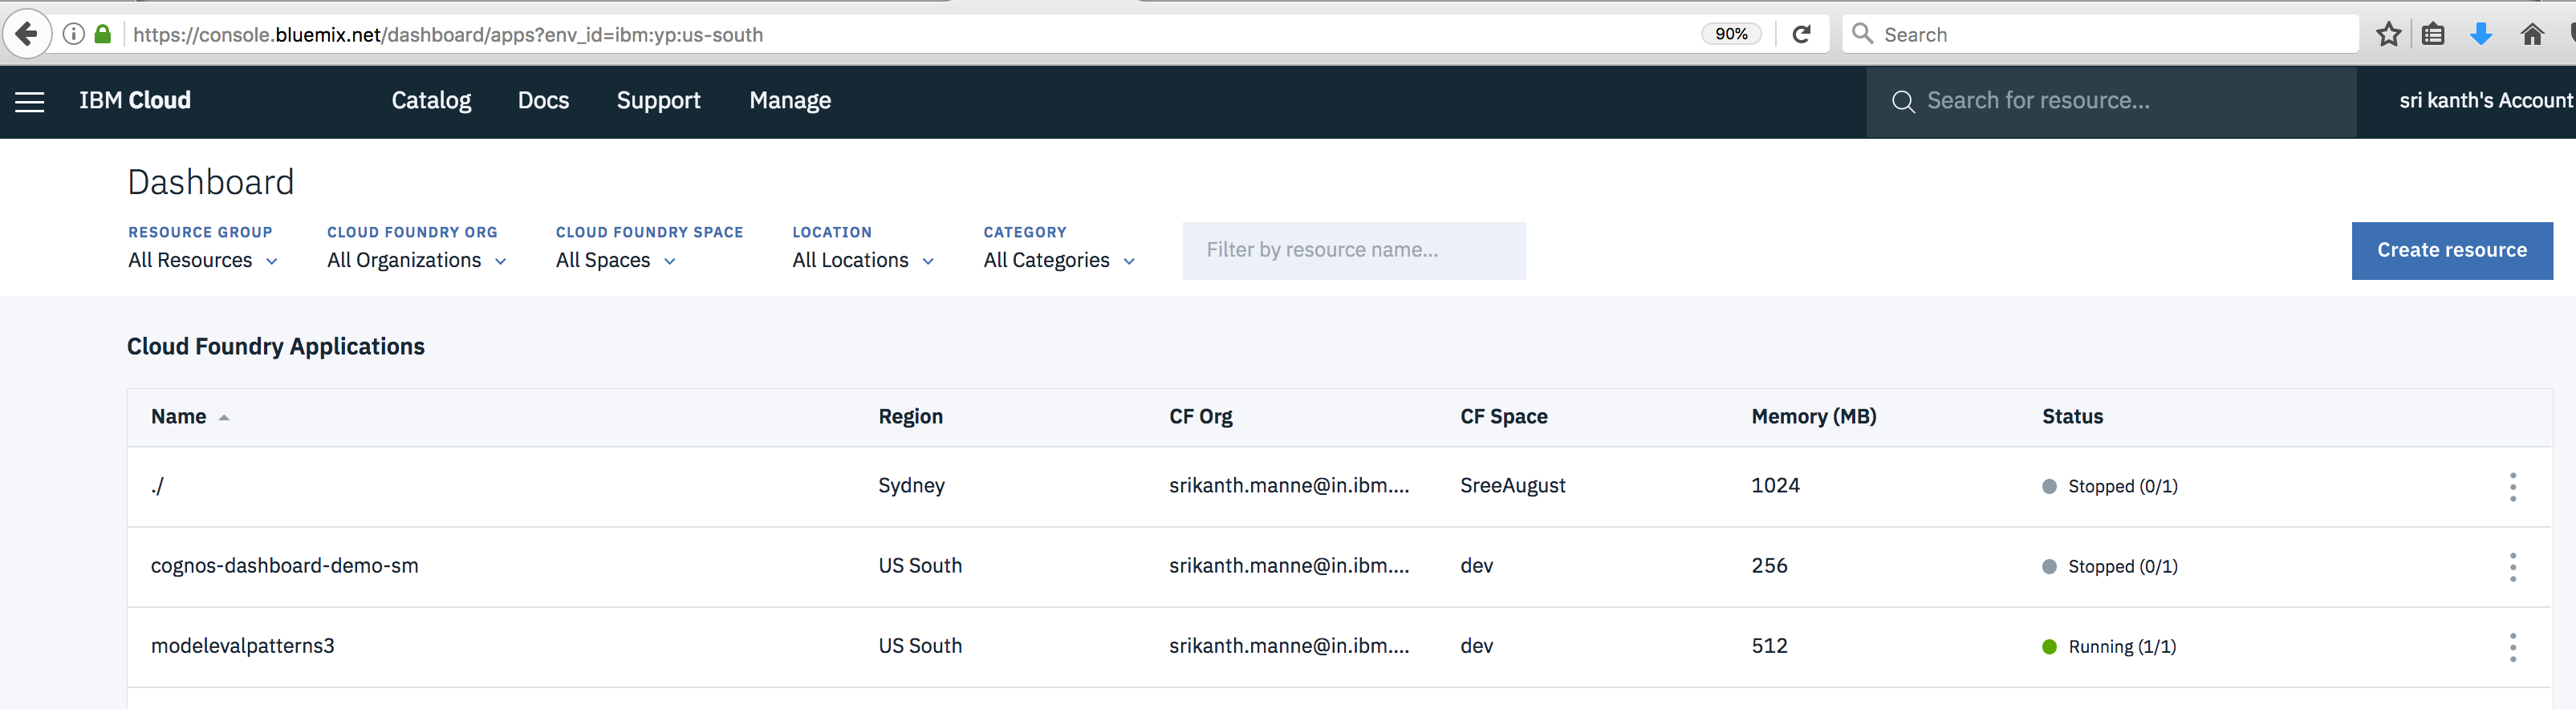 https://console.bluemix.net/dashboard/apps?env_id=ibm:yp:us-south 90% Search
IBM Cloud Catalog Docs Support Manage Search for resource... sri kanth's Account
Dashboard
RESOURCE GROUP CLOUD FOUNDRY ORG CLOUD FOUNDRY SPACE LOCATION CATEGORY
All Resources All Organizations All Spaces All Locations All Categories Filter by resource name... Create resource
Cloud Foundry Applications
Name Region CF Org CF Space Memory (MB) Status
./ Sydney srikanth.manne@in.ibm.... SreeAugust 1024 Stopped (0/1)
cognos-dashboard-demo-sm US South srikanth.manne@in.ibm.... dev 256 Stopped (0/1)
modelevalpatterns3 US South srikanth.manne@in.ibm.... dev 512 Running (1/1)